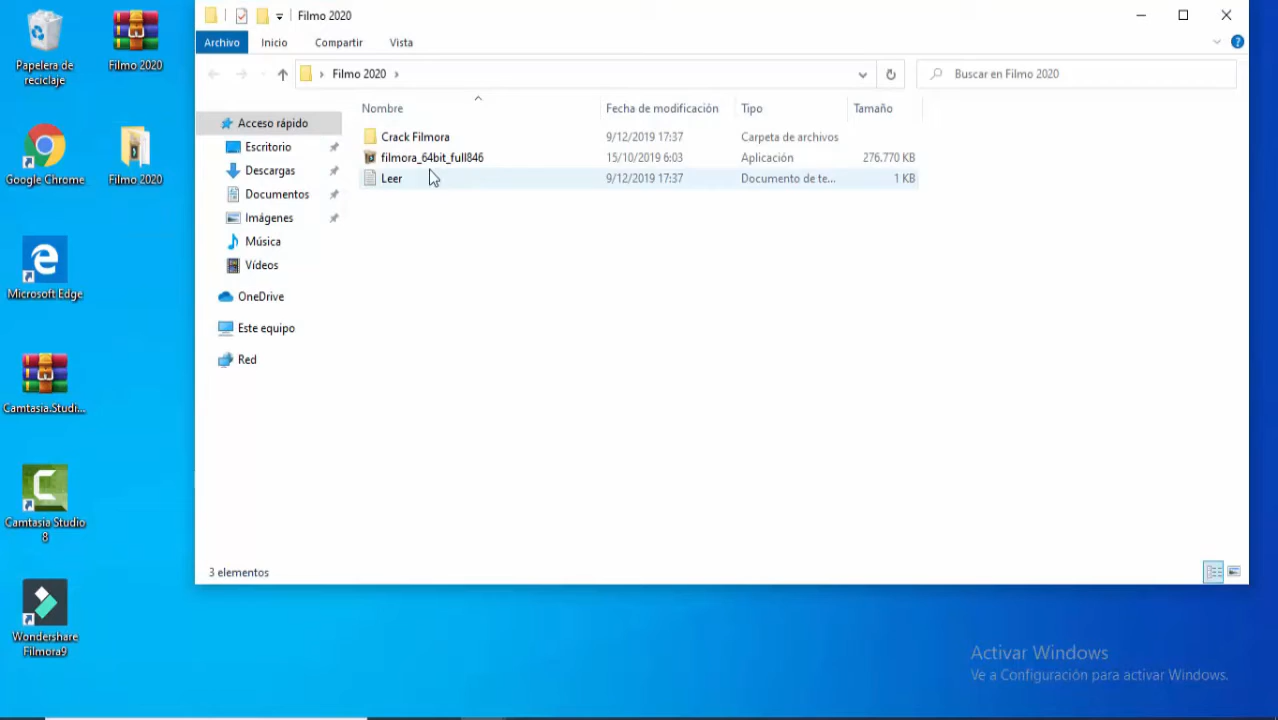 Papelera de
reciclaje
Filmo 2020
Google Chrome
Filmo 2020
Microsoft Edge
Camtasia.Studi...
Camtasia Studio
8
Wondershare
Filmora9
Filmo 2020
Archivo Inicio Compartir Vista
Filmo 2020
Buscar en Filmo 2020
Nombre Fecha de modificación Tipo Tamaño
Crack Filmora 9/12/2019 17:37 Carpeta de archivos
filmora_64bit_full846 15/10/2019 6:03 Aplicación 276.770 KB
Leer 9/12/2019 17:37 Documento de te... 1 KB
Acceso rápido
Escritorio
Descargas
Documentos
Imágenes
Música
Vídeos
OneDrive
Este equipo
Red
3 elementos
Activar Windows
Ve a Configuración para activar Windows.